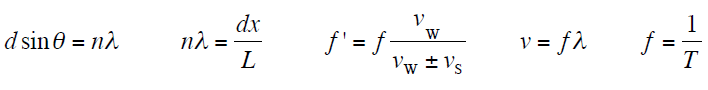 d sin θ = nλ    nλ = dx/L    f' = f v_W/(v_W ± v_S)    v = fλ    f = 1/T